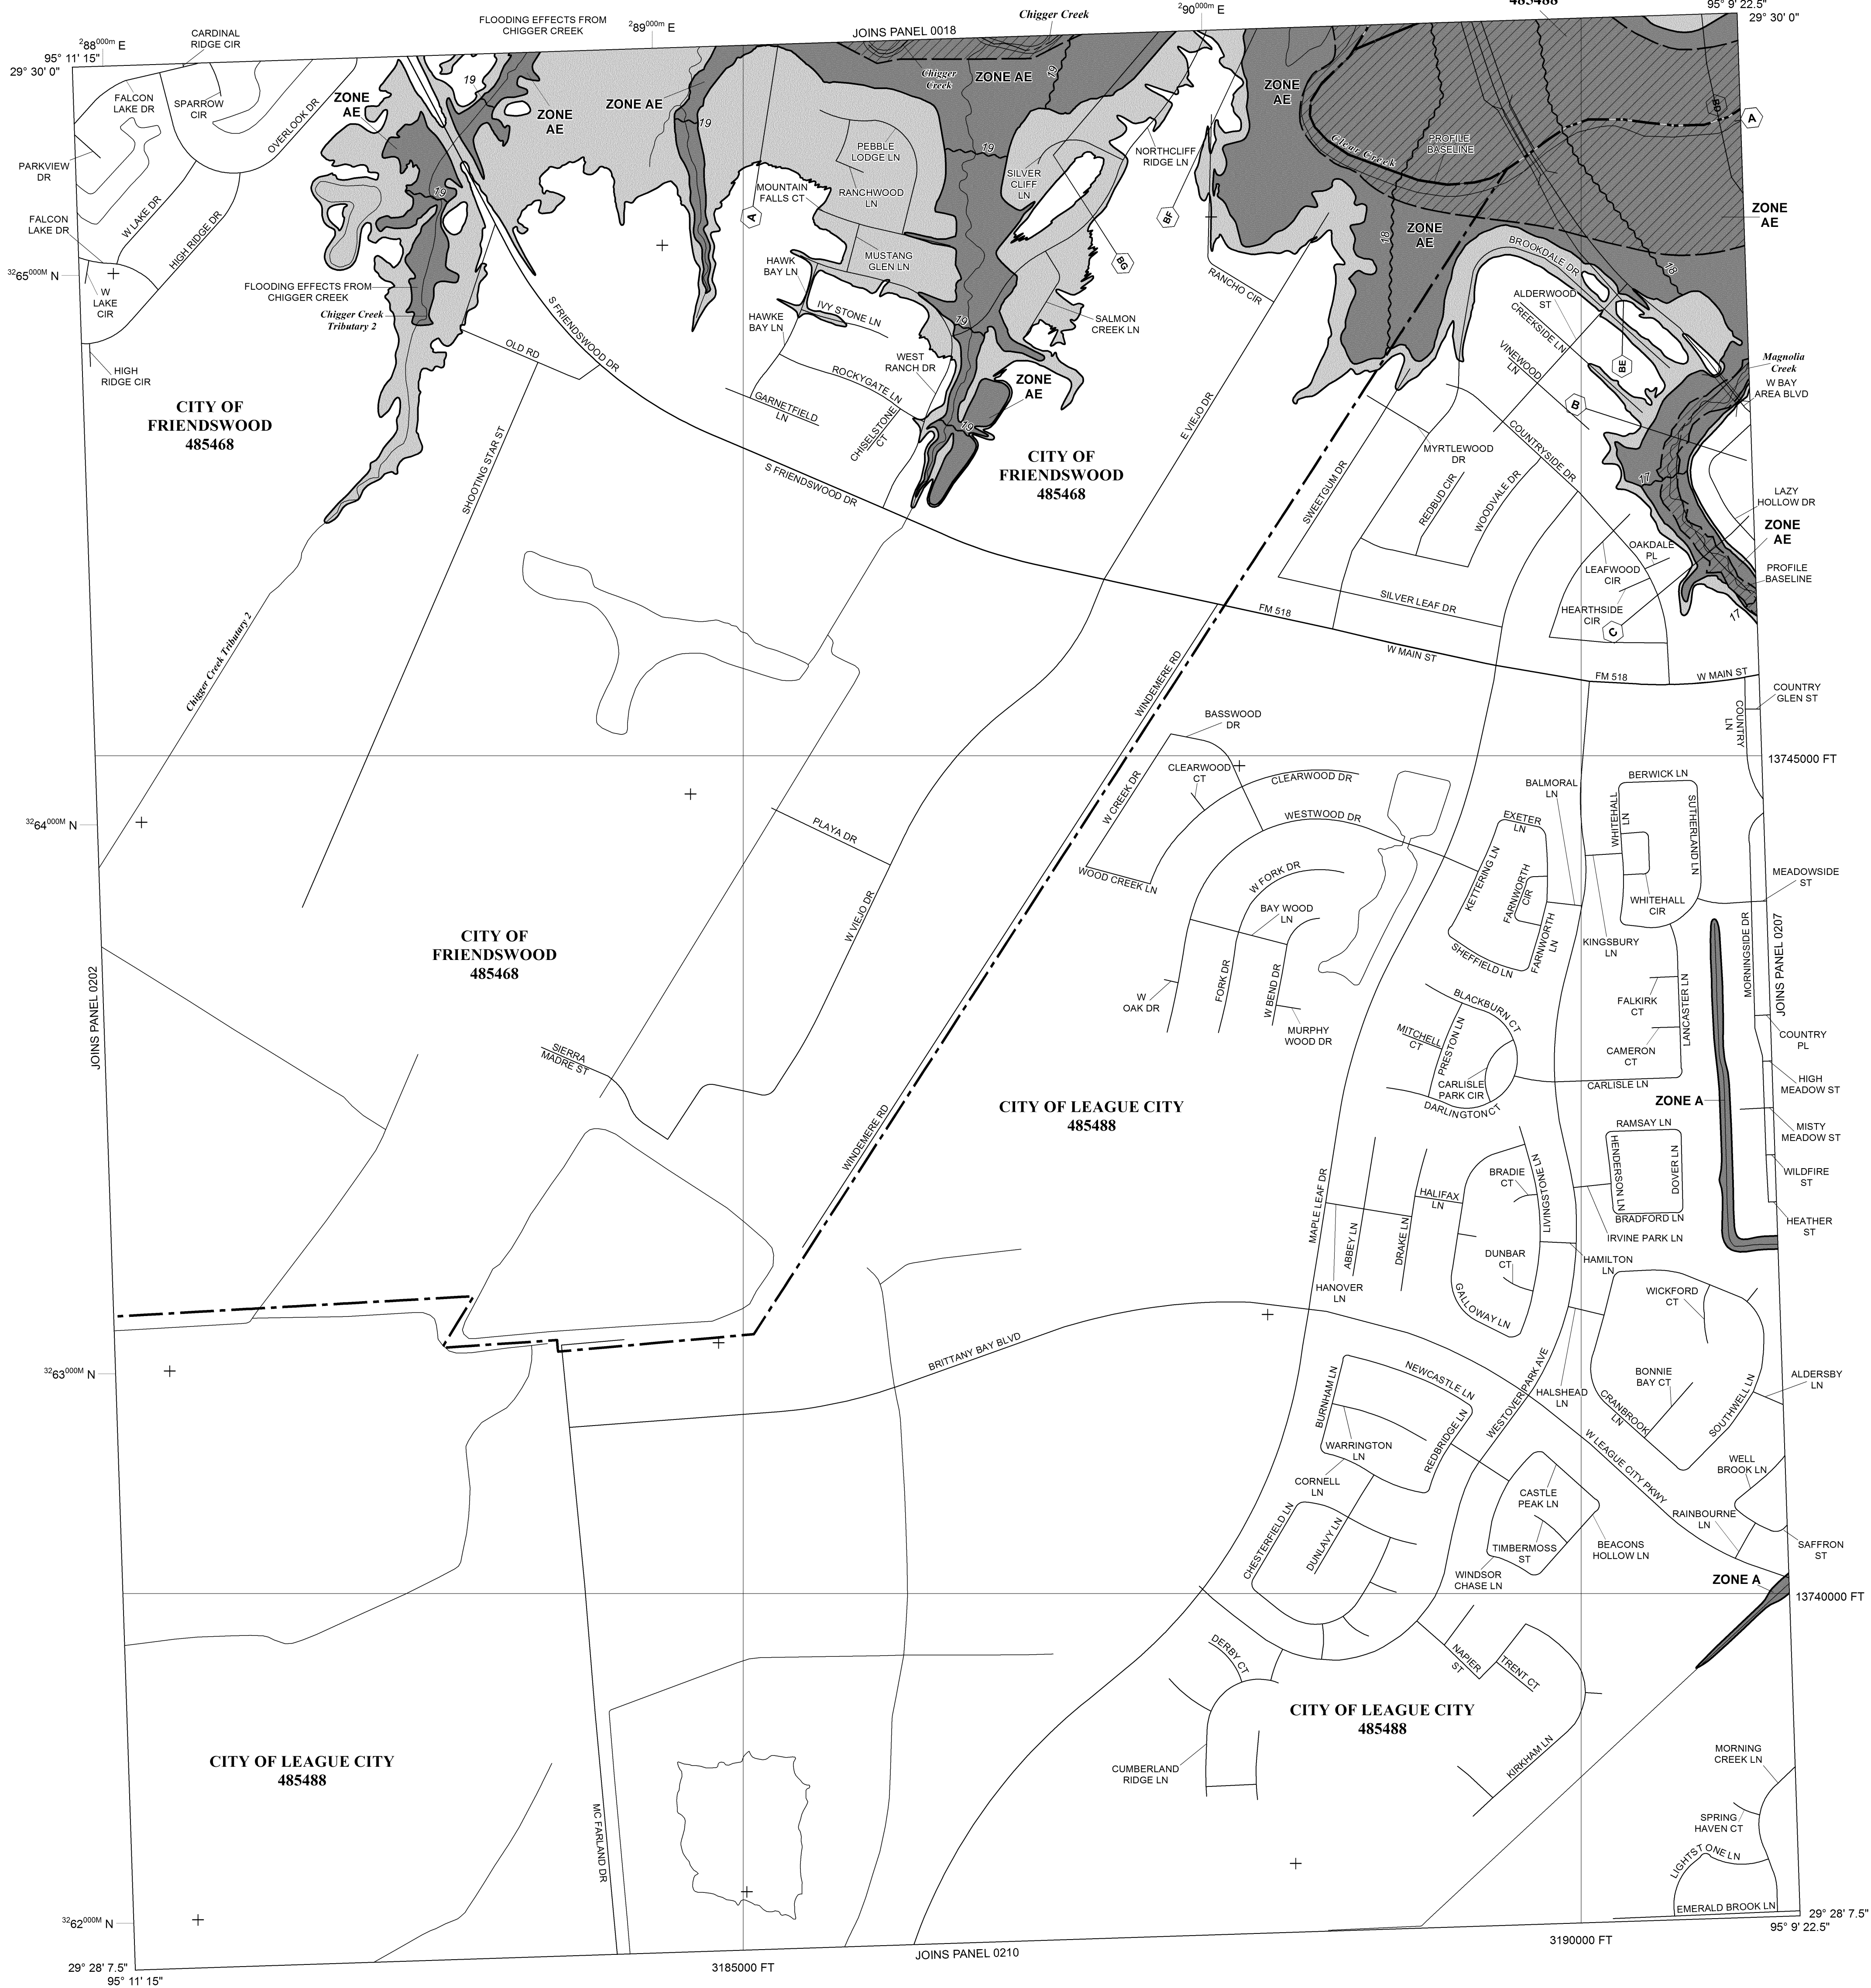 485488
95° 9' 22.5"
29° 30' 0"
290000m E
Chigger Creek
FLOODING EFFECTS FROM
CHIGGER CREEK
289000m E
JOINS PANEL 0018
CARDINAL
RIDGE CIR
288000m E
95° 11' 15"
29° 30' 0"
FALCON
LAKE DR
SPARROW
CIR
OVERLOOK DR
PARKVIEW
DR
W LAKE DR
FALCON
LAKE DR
HIGH RIDGE DR
3265000M N
W
LAKE
CIR
HIGH
RIDGE CIR
ZONE
AE
19
ZONE
AE
ZONE AE
19
19
FLOODING EFFECTS FROM
CHIGGER CREEK
Chigger Creek
Tributary 2
OLD RD
S FRIENDSWOOD DR
CITY OF
FRIENDSWOOD
485468
SHOOTING STAR ST
Chigger Creek Tributary 2
Chigger
Creek
ZONE AE
19
PEBBLE
LODGE LN
RANCHWOOD
LN
19
SILVER
CLIFF
LN
MOUNTAIN
FALLS CT
A
MUSTANG
GLEN LN
HAWK
BAY LN
IVY STONE LN
HAWKE
BAY LN
19
SALMON
CREEK LN
BG
WEST
RANCH DR
ROCKYGATE LN
GARNETFIELD
LN
CHISELSTONE
CT
ZONE
AE
19
S FRIENDSWOOD DR
CITY OF
FRIENDSWOOD
485468
NORTHCLIFF
RIDGE LN
BF
ZONE
AE
Clear Creek
PROFILE
BASELINE
BD
A
ZONE
AE
18
ZONE
AE
18
RANCHO CIR
E VIEJO DR
BROOKDALE DR
ALDERWOOD
ST
CREEKSIDE LN
VINEWOOD
LN
BE
B
Magnolia
Creek
W BAY
AREA BLVD
SWEETGUM DR
MYRTLEWOOD
DR
REDBUD CIR
WOODVALE DR
COUNTRYSIDE DR
17
LAZY
HOLLOW DR
ZONE
AE
OAKDALE
PL
LEAFWOOD
CIR
HEARTHSIDE
CIR
C
PROFILE
BASELINE
17
SILVER LEAF DR
FM 518
W MAIN ST
FM 518
W MAIN ST
WINDEMERE RD
COUNTRY
GLEN ST
COUNTRY
LN
13745000 FT
BASSWOOD
DR
CLEARWOOD
CT
CLEARWOOD DR
W CREEK DR
WESTWOOD DR
WOOD CREEK LN
W FORK DR
BAY WOOD
LN
FORK DR
W BEND DR
W
OAK DR
MURPHY
WOOD DR
BALMORAL
LN
BERWICK LN
WHITEHALL
LN
SUTHERLAND LN
EXETER
LN
KETTERING LN
FARNWORTH
CIR
FARNWORTH
LN
SHEFFIELD LN
WHITEHALL
CIR
KINGSBURY
LN
MEADOWSIDE
ST
MORNINGSIDE DR
JOINS PANEL 0207
3264000M N
PLAYA DR
W VIEJO DR
CITY OF
FRIENDSWOOD
485468
JOINS PANEL 0202
SIERRA
MADRE ST
WINDEMERE RD
CITY OF LEAGUE CITY
485488
BLACKBURN CT
MITCHELL
CT
PRESTON LN
CARLISLE
PARK CIR
DARLINGTON CT
FALKIRK
CT
CAMERON
CT
LANCASTER LN
CARLISLE LN
COUNTRY
PL
HIGH
MEADOW ST
ZONE A
MISTY
MEADOW ST
RAMSAY LN
HENDERSON LN
DOVER LN
BRADFORD LN
WILDFIRE
ST
HEATHER
ST
IRVINE PARK LN
MAPLE LEAF DR
HALIFAX
LN
ABBEY LN
DRAKE LN
HANOVER
LN
BRADIE
CT
LIVINGSTONE LN
DUNBAR
CT
GALLOWAY LN
HAMILTON
LN
WICKFORD
CT
BRITTANY BAY BLVD
3263000M N
BURNHAM LN
NEWCASTLE LN
WARRINGTON
LN
REDBRIDGE LN
CORNELL
LN
WESTOVER PARK AVE
HALSHEAD
LN
BONNIE
BAY CT
CRANBROOK
LN
SOUTHWELL LN
ALDERSBY
LN
W LEAGUE CITY PKWY
WELL
BROOK LN
RAINBOURNE
LN
SAFFRON
ST
CASTLE
PEAK LN
TIMBERMOSS
ST
BEACONS
HOLLOW LN
WINDSOR
CHASE LN
CHESTERFIELD LN
DUNLAVY LN
ZONE A
13740000 FT
DERBY CT
NAPIER
ST
TRENT CT
CITY OF LEAGUE CITY
485488
CUMBERLAND
RIDGE LN
KIRKHAM LN
CITY OF LEAGUE CITY
485488
MC FARLAND DR
MORNING
CREEK LN
SPRING
HAVEN CT
LIGHTSTONE LN
EMERALD BROOK LN
3262000M N
29° 28' 7.5"
95° 11' 15"
3185000 FT
JOINS PANEL 0210
3190000 FT
29° 28' 7.5"
95° 9' 22.5"